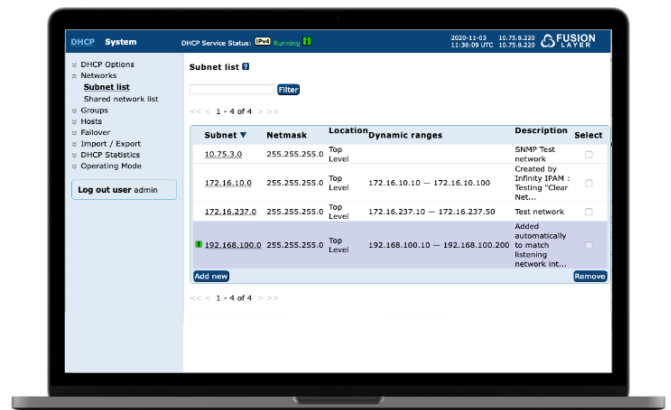 DHCP System
DHCP Service Status: IPv4 Running
2020-11-03 10.75.8.220
11:36:09 UTC 10.75.8.220
FUSION
LAYER
DHCP Options
Networks
Subnet list
Shared network list
Groups
Hosts
Failover
Import / Export
DHCP Statistics
Operating Mode
Log out user admin
Subnet list ?
Filter
<< < 1 - 4 of 4 > >>
Subnet ▼ Netmask Location Dynamic ranges Description Select
10.75.3.0 255.255.255.0 Top Level SNMP Test network
172.16.10.0 255.255.255.0 Top Level 172.16.10.10 — 172.16.10.100 Created by Infinity IPAM : Testing "Clear Net...
172.16.237.0 255.255.255.0 Top Level 172.16.237.10 — 172.16.237.50 Test network
192.168.100.0 255.255.255.0 Top Level 192.168.100.10 — 192.168.100.200 Added automatically to match listening network int...
Add new Remove
<< < 1 - 4 of 4 > >>